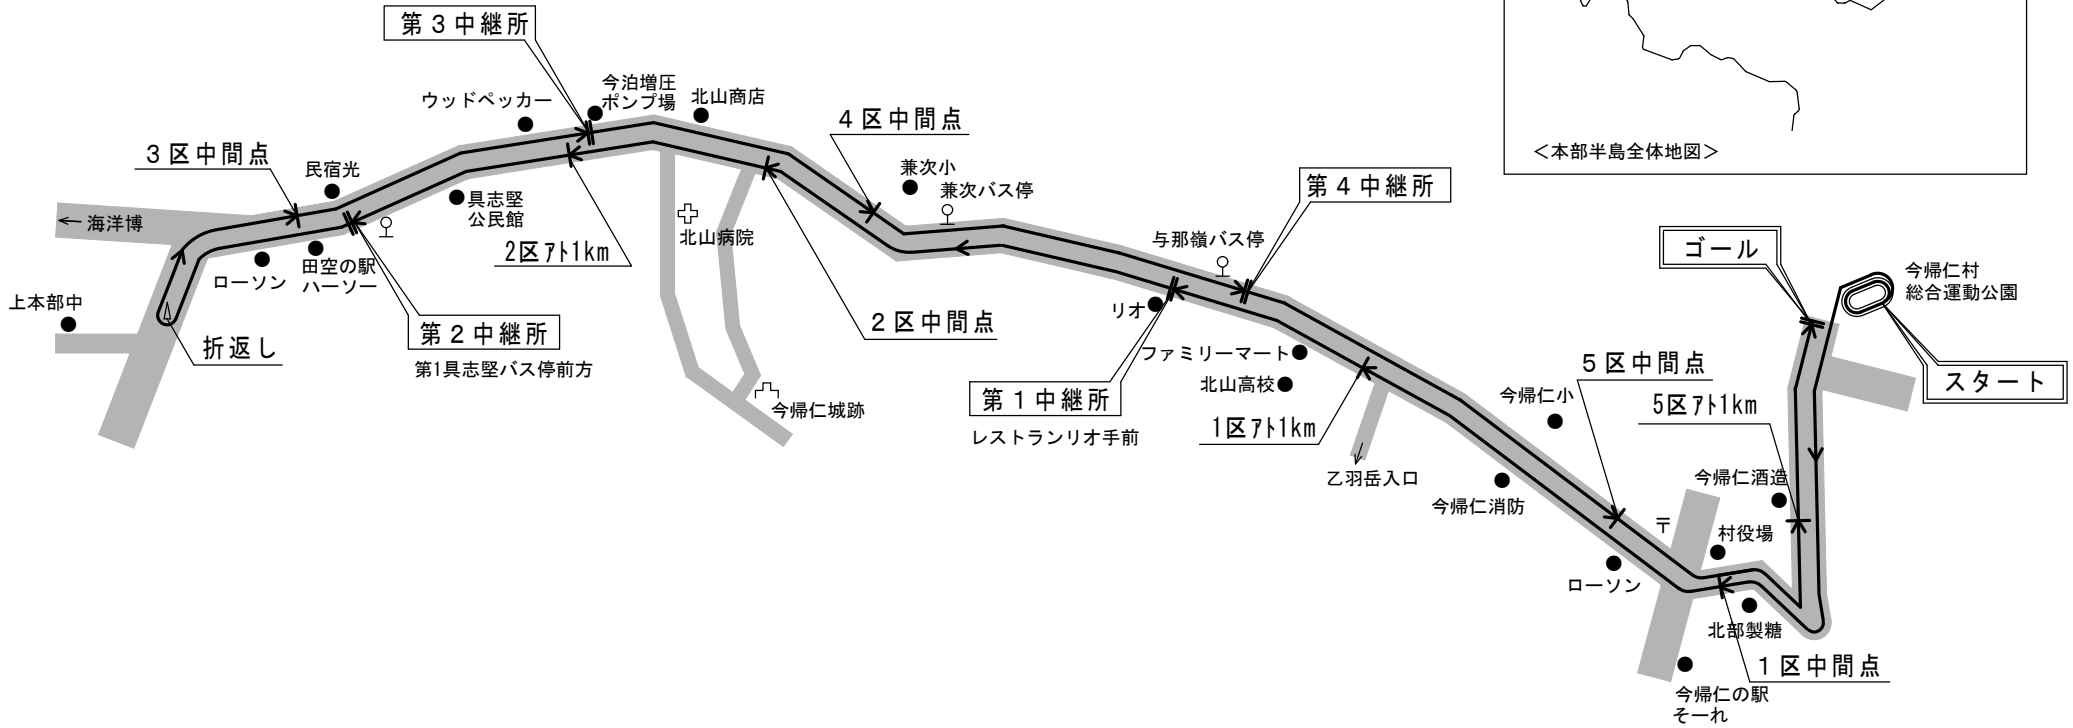 第３中継所
ウッドペッカー
今泊増圧
ポンプ場
北山商店
４区中間点
＜本部半島全体地図＞
３区中間点
民宿光
兼次小
兼次バス停
第４中継所
海洋博
具志堅
公民館
北山病院
2区ｱﾄ1km
与那嶺バス停
ゴール
今帰仁村
総合運動公園
ローソン
田空の駅
ハーソー
上本部中
折返し
第２中継所
第1具志堅バス停前方
２区中間点
リオ
ファミリーマート
北山高校
今帰仁城跡
第１中継所
レストランリオ手前
1区ｱﾄ1km
５区中間点
5区ｱﾄ1km
スタート
今帰仁小
乙羽岳入口
今帰仁消防
今帰仁酒造
〒
村役場
ローソン
北部製糖
１区中間点
今帰仁の駅
そーれ